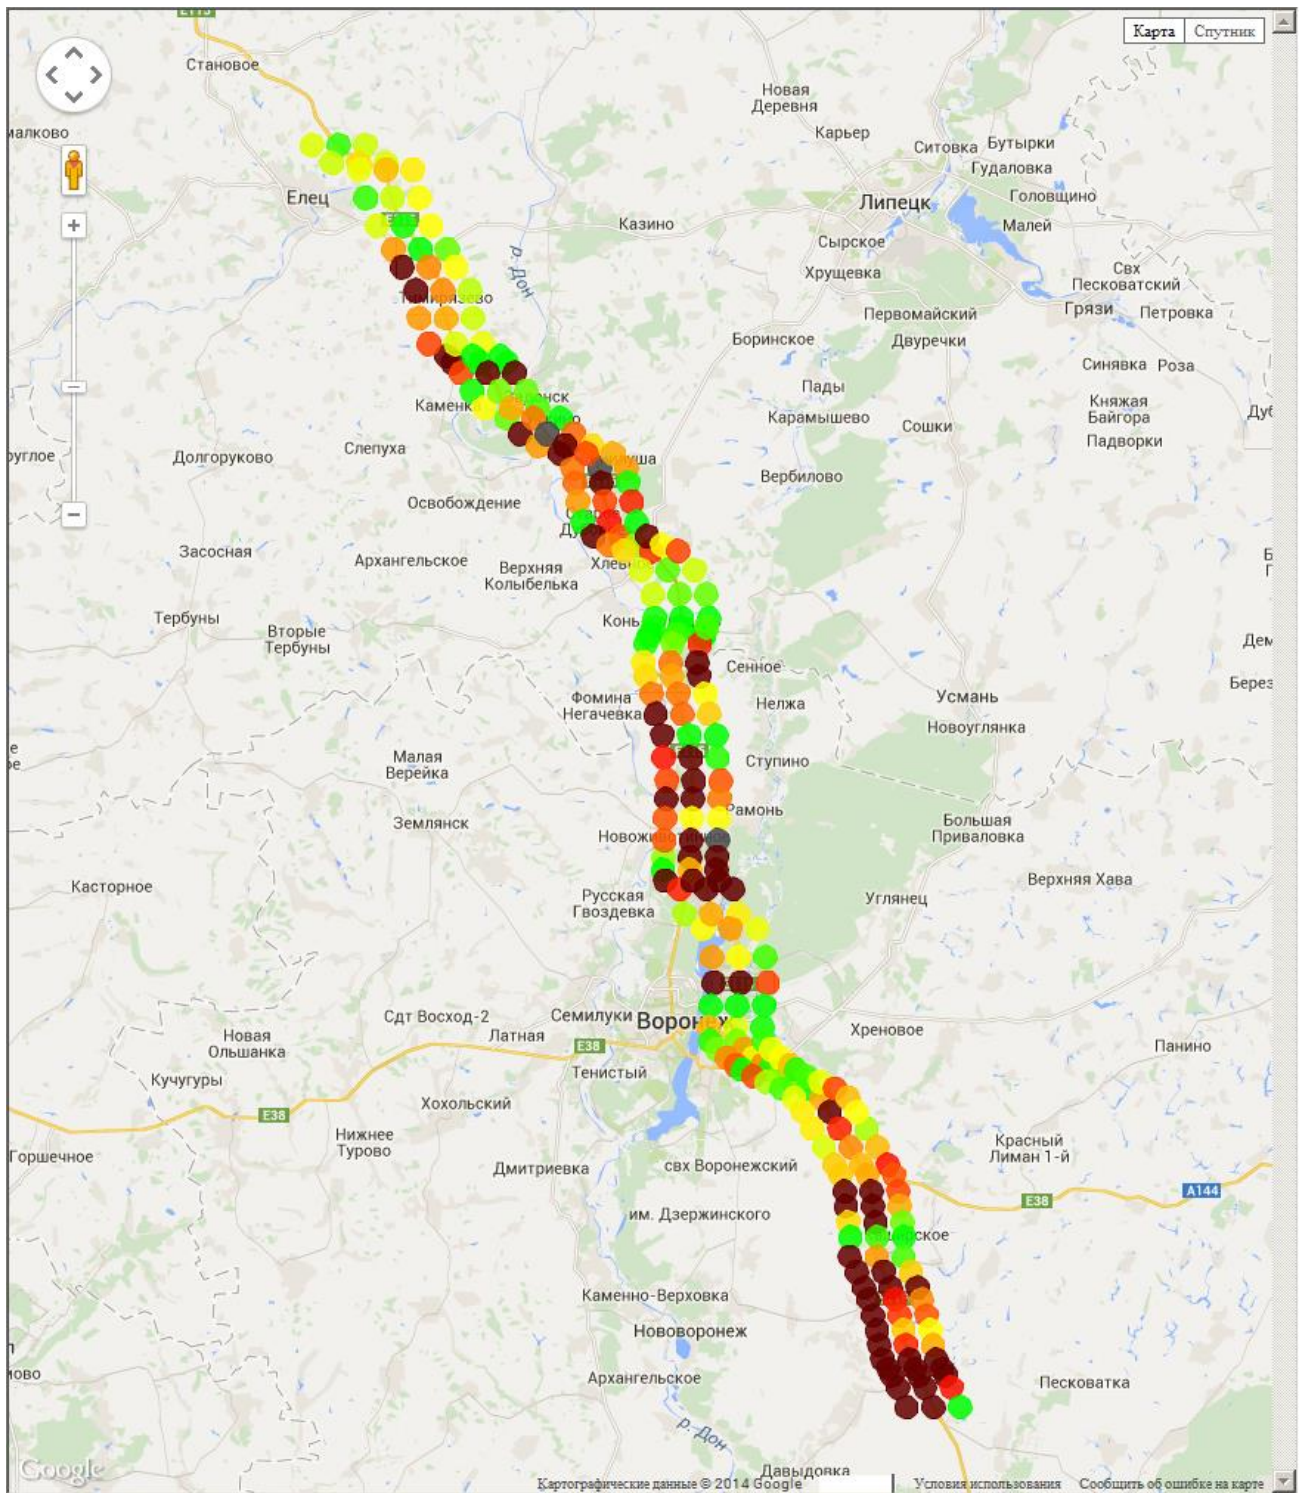 E115
Карта
Спутник
Становое
Новая
Деревня
Карьер
Ситовка
Бутырки
Гудаловка
Елец
Липецк
Головщино
Казино
Малей
Сырское
р. Дон
Хрущевка
Свх
Песковатский
Тимирязево
Грязи
Петровка
Первомайский
Боринское
Двуречки
Синявка
Роза
Пады
Каменка
Карамышево
Княжая
Байгора
Сошки
Падворки
Слепуха
Долгоруково
Вербилово
Освобождение
Засосная
Архангельское
Верхняя
Колыбелька
Тербуны
Вторые
Тербуны
Сенное
Фомина
Негачевка
Нелжа
Усмань
Новоуглянка
Малая
Верейка
Ступино
Рамонь
Землянск
Большая
Приваловка
Касторное
Верхняя Хава
Русская
Гвоздевка
Углянец
Сдт Восход-2
Семилуки
Воронеж
Новая
Ольшанка
Латная
Хреновое
E38
Панино
Кучугуры
Тенистый
Хохольский
E38
Нижнее
Турово
Красный
Лиман 1-й
Горшечное
Дмитриевка
свх Воронежский
E38
A144
им. Дзержинского
Каменно-Верховка
Нововоронеж
Архангельское
Песковатка
р. Дон
Давыдовка
Google
Картографические данные © 2014 Google
Условия использования
Сообщить об ошибке на карте